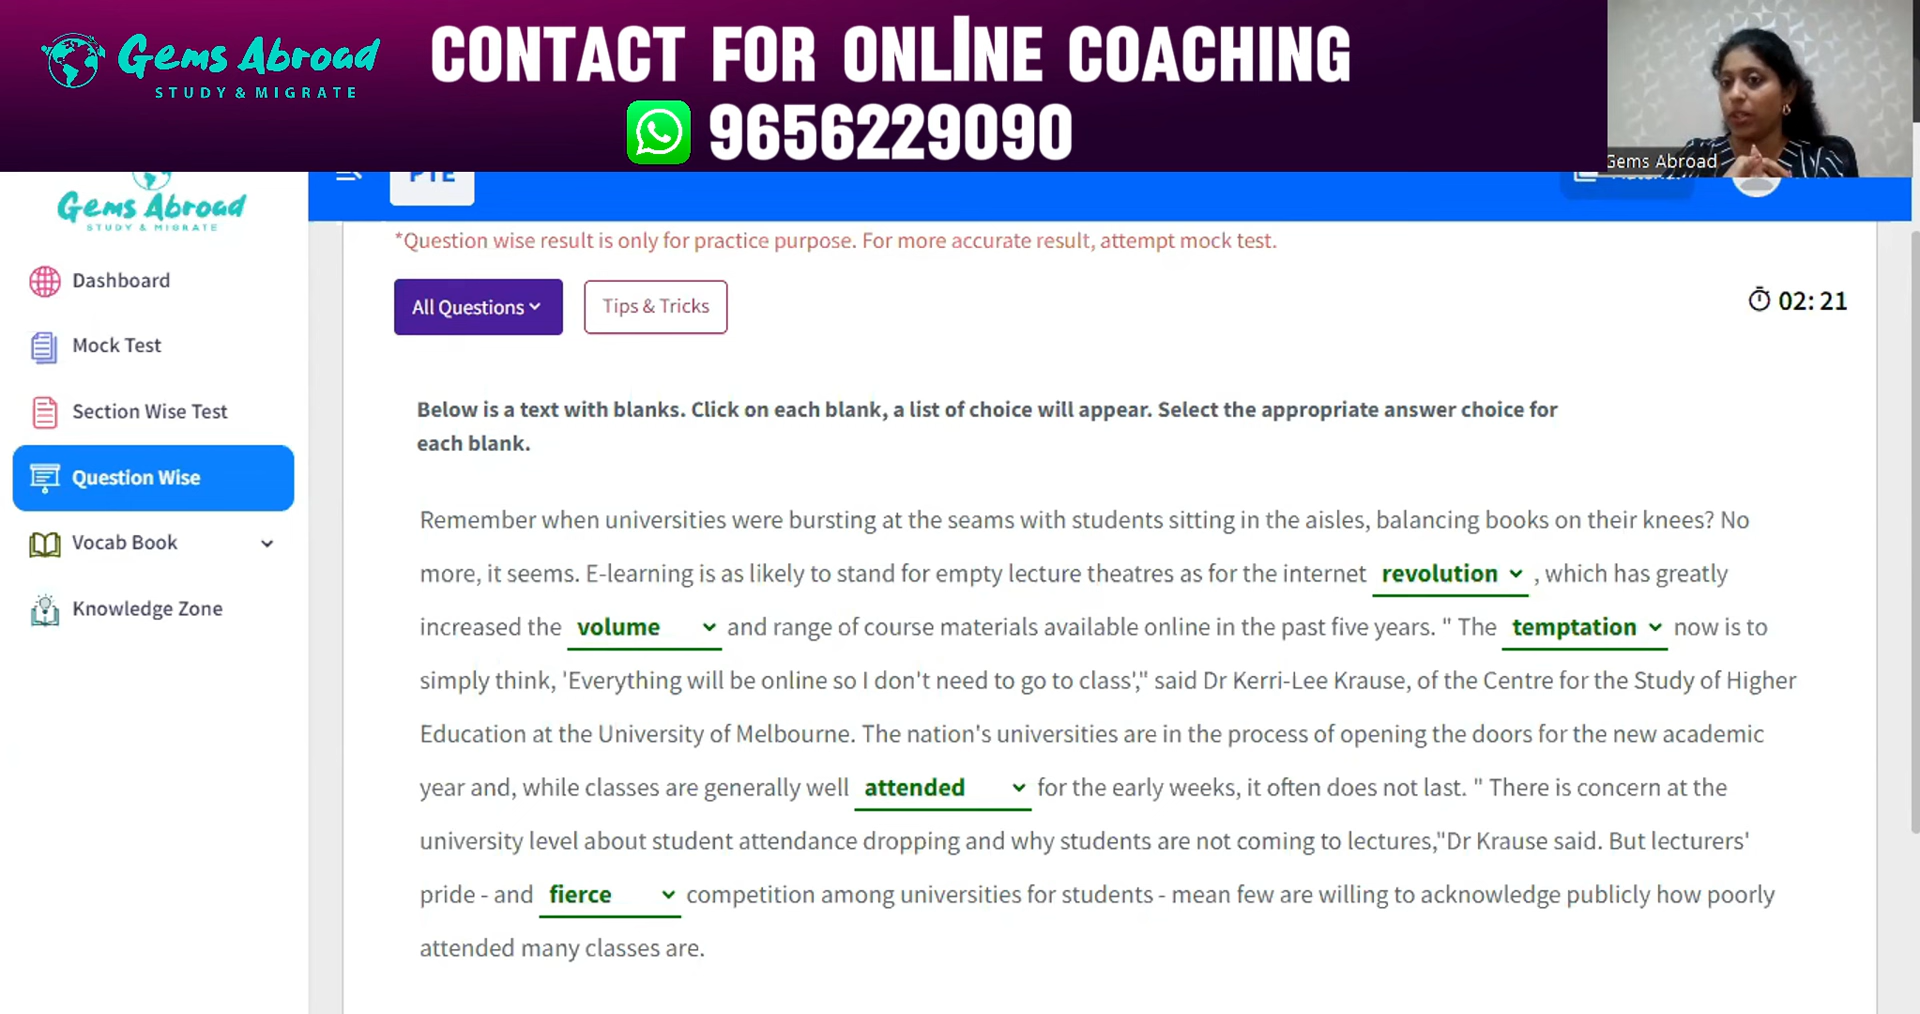 Gems Abroad
STUDY & MIGRATE
CONTACT FOR ONLINE COACHING
9656229090
Gems Abroad
Gems Abroad
STUDY & MIGRATE
PTE
*Question wise result is only for practice purpose. For more accurate result, attempt mock test.
Dashboard
Mock Test
Section Wise Test
Question Wise
Vocab Book
Knowledge Zone
All Questions
Tips & Tricks
02:21
Below is a text with blanks. Click on each blank, a list of choice will appear. Select the appropriate answer choice for
each blank.
Remember when universities were bursting at the seams with students sitting in the aisles, balancing books on their knees? No
more, it seems. E-learning is as likely to stand for empty lecture theatres as for the internet revolution , which has greatly
increased the volume and range of course materials available online in the past five years. " The temptation now is to
simply think, 'Everything will be online so I don't need to go to class'," said Dr Kerri-Lee Krause, of the Centre for the Study of Higher
Education at the University of Melbourne. The nation's universities are in the process of opening the doors for the new academic
year and, while classes are generally well attended for the early weeks, it often does not last. " There is concern at the
university level about student attendance dropping and why students are not coming to lectures,"Dr Krause said. But lecturers'
pride - and fierce competition among universities for students - mean few are willing to acknowledge publicly how poorly
attended many classes are.